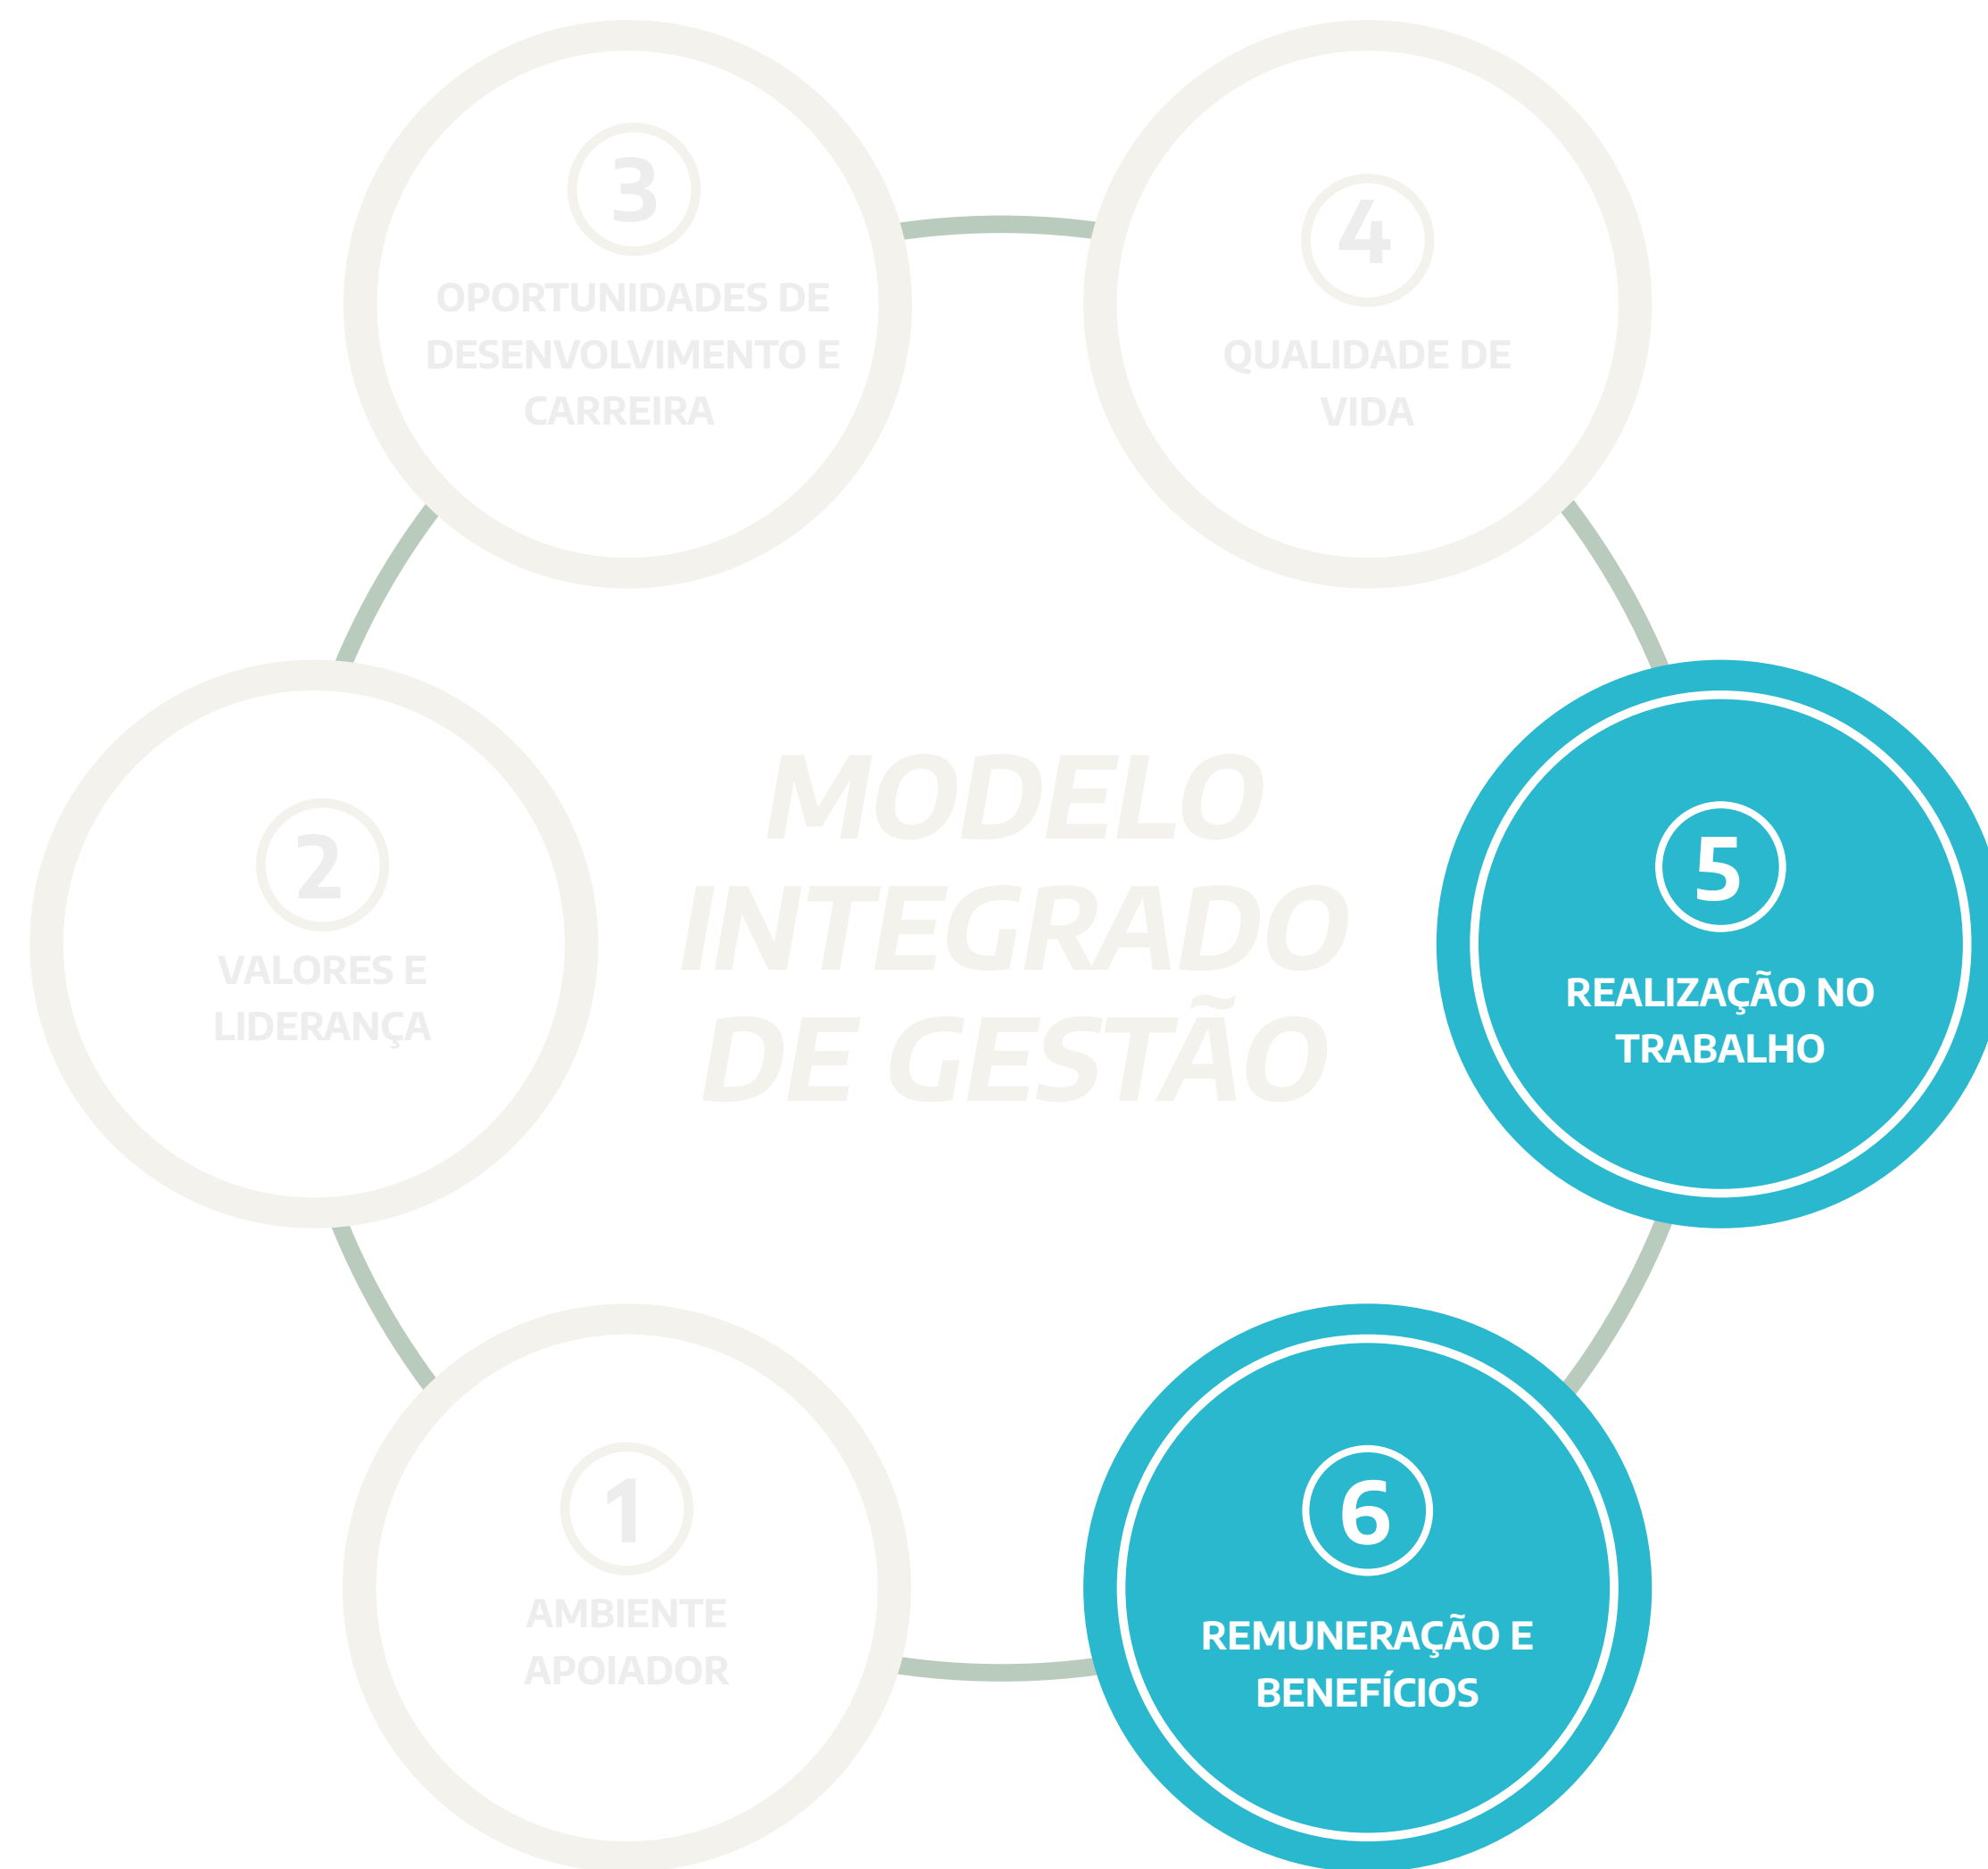 3
OPORTUNIDADES DE
DESENVOLVIMENTO E
CARREIRA
4
QUALIDADE DE
VIDA
2
VALORES E
LIDERANÇA
MODELO
INTEGRADO
DE GESTÃO
5
REALIZAÇÃO NO
TRABALHO
1
AMBIENTE
APOIADOR
6
REMUNERAÇÃO E
BENEFÍCIOS